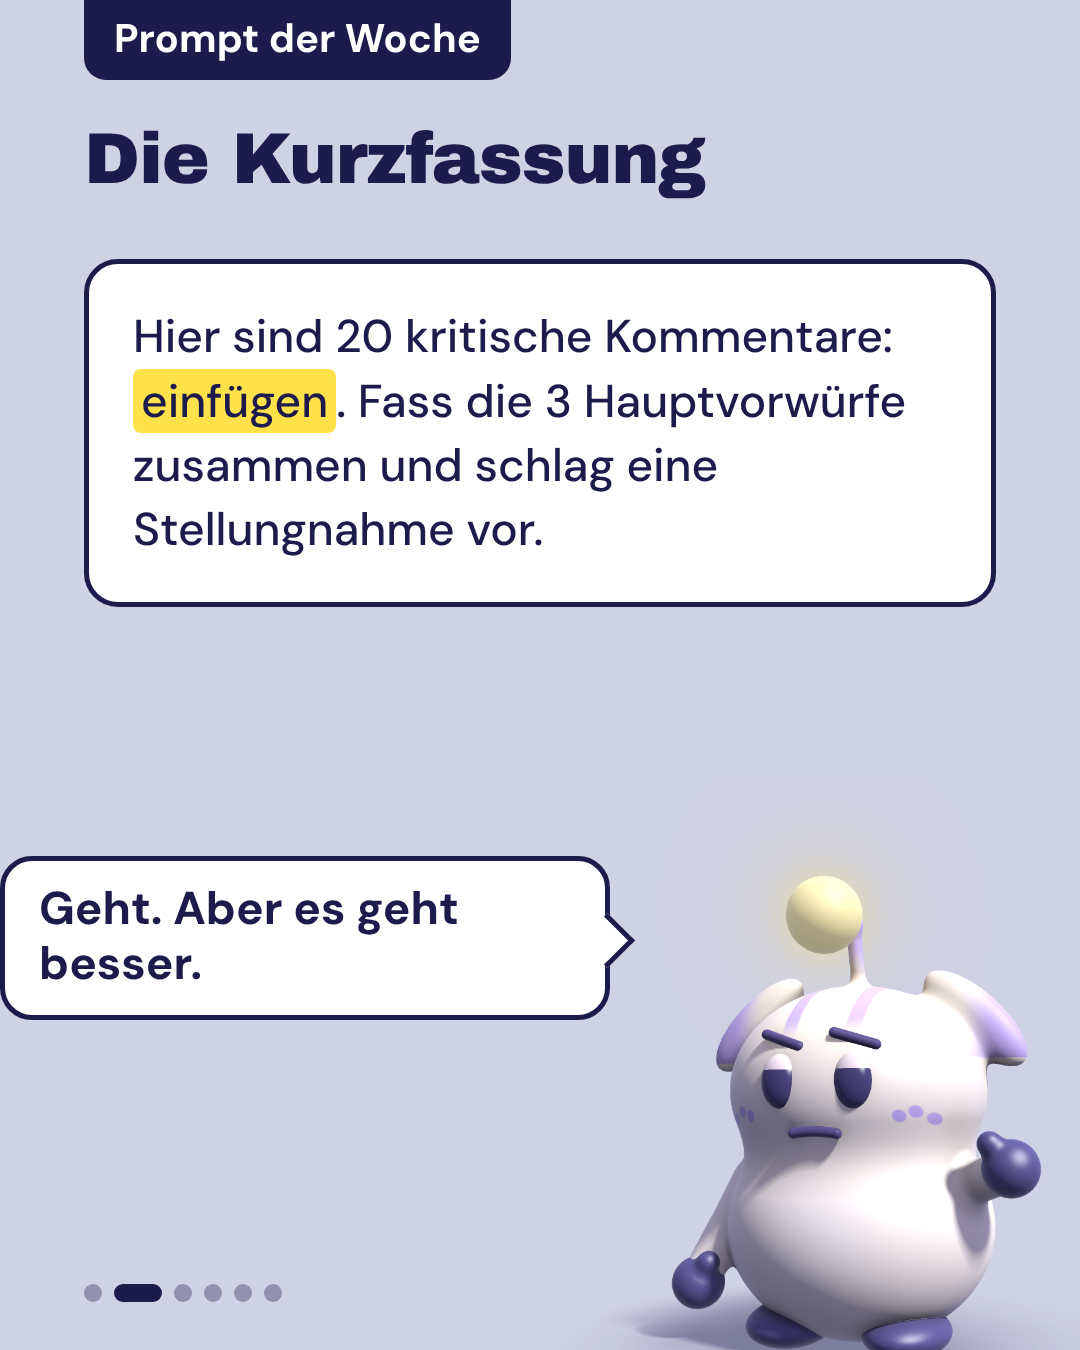 Prompt der Woche
Die Kurzfassung
Hier sind 20 kritische Kommentare:
einfügen. Fass die 3 Hauptvorwürfe
zusammen und schlag eine
Stellungnahme vor.
Geht. Aber es geht
besser.